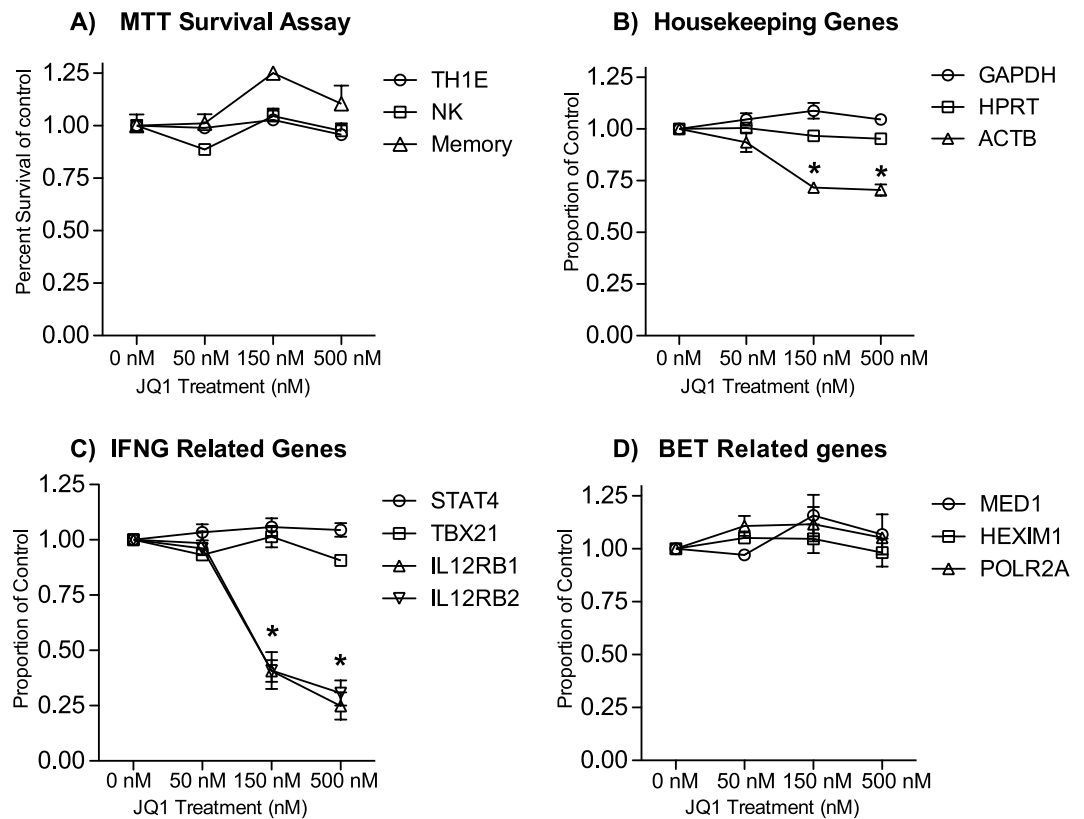 A) MTT Survival Assay
Percent Survival of control
1.25
1.00
0.75
0.50
0.25
0.00
0 nM 50 nM 150 nM 500 nM
JQ1 Treatment (nM)
TH1E
NK
Memory
B) Housekeeping Genes
Proportion of Control
1.25
1.00
0.75
0.50
0.25
0.00
* *
0 nM 50 nM 150 nM 500 nM
JQ1 Treatment (nM)
GAPDH
HPRT
ACTB
C) IFNG Related Genes
Proportion of Control
1.25
1.00
0.75
0.50
0.25
0.00
* *
0 nM 50 nM 150 nM 500 nM
JQ1 Treatment (nM)
STAT4
TBX21
IL12RB1
IL12RB2
D) BET Related genes
Proportion of Control
1.25
1.00
0.75
0.50
0.25
0.00
0 nM 50 nM 150 nM 500 nM
JQ1 Treatment (nM)
MED1
HEXIM1
POLR2A